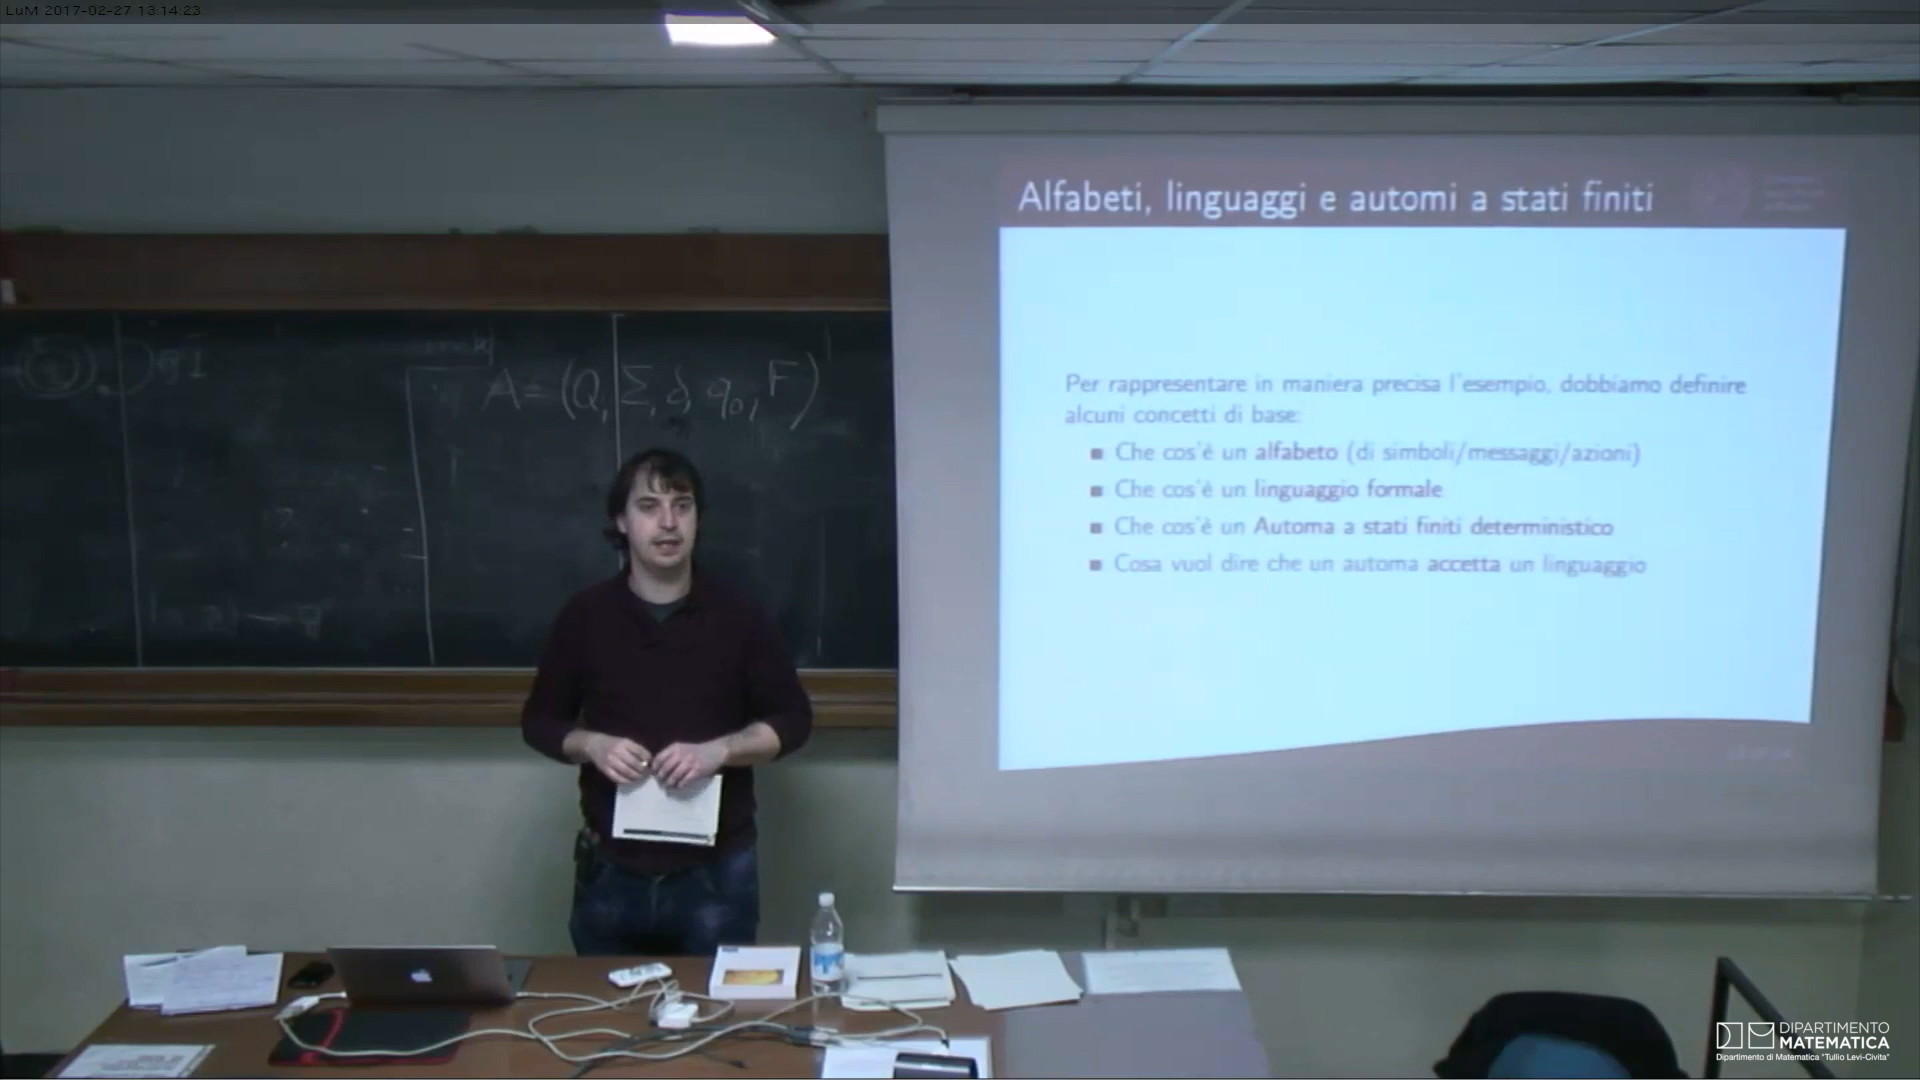 LuM 2017-02-27 13:14:23
A=(Q, Σ, δ, q₀, F)
Alfabeti, linguaggi e automi a stati finiti
Per rappresentare in maniera precisa l'esempio, dobbiamo definire
alcuni concetti di base:
■ Che cos'è un alfabeto (di simboli/messaggi/azioni)
■ Che cos'è un linguaggio formale
■ Che cos'è un Automa a stati finiti deterministico
■ Cosa vuol dire che un automa accetta un linguaggio
DIPARTIMENTO
MATEMATICA
Dipartimento di Matematica "Tullio Levi-Civita"